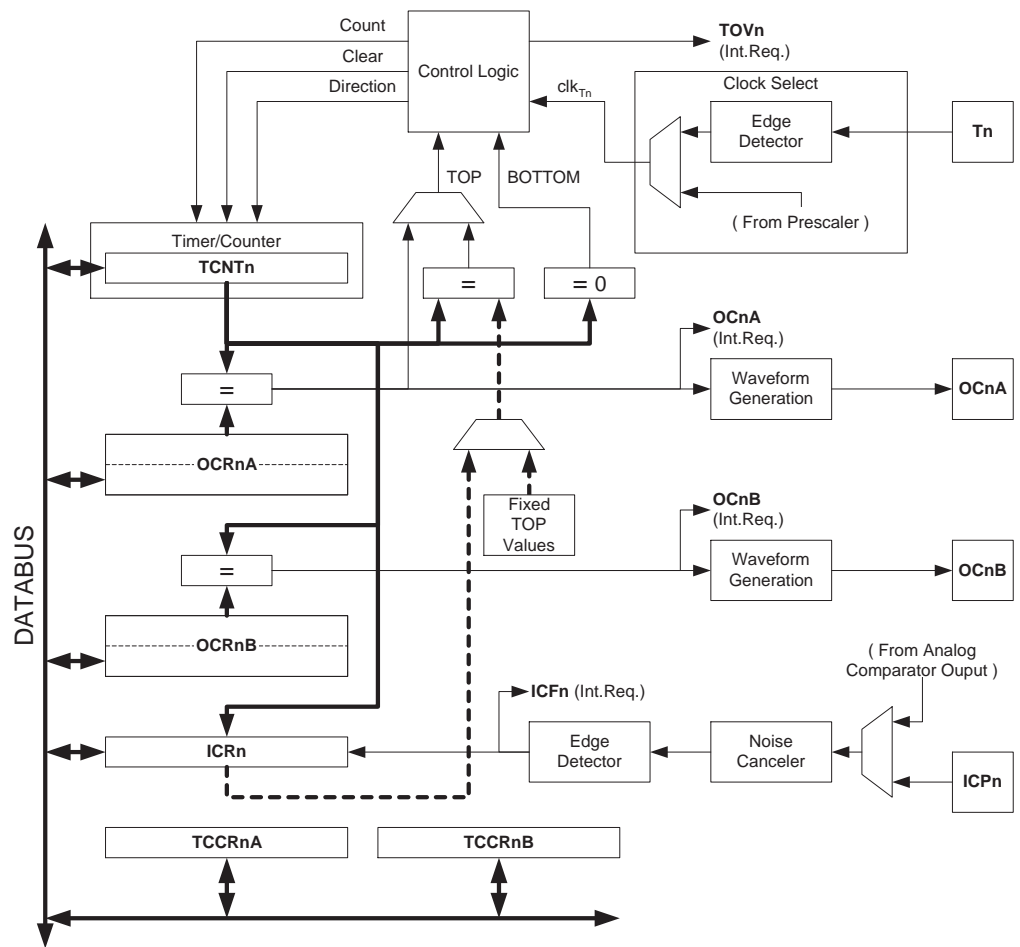 Count
TOVn
(Int.Req.)
Clear
Control Logic
Clock Select
Direction
clkTn
Edge
Detector
Tn
TOP
BOTTOM
( From Prescaler )
Timer/Counter
TCNTn
=
= 0
OCnA
(Int.Req.)
=
Waveform
Generation
OCnA
OCRnA
Fixed
TOP
Values
OCnB
(Int.Req.)
=
Waveform
Generation
OCnB
DATABUS
OCRnB
( From Analog
Comparator Ouput )
ICFn (Int.Req.)
ICRn
Edge
Detector
Noise
Canceler
ICPn
TCCRnA
TCCRnB